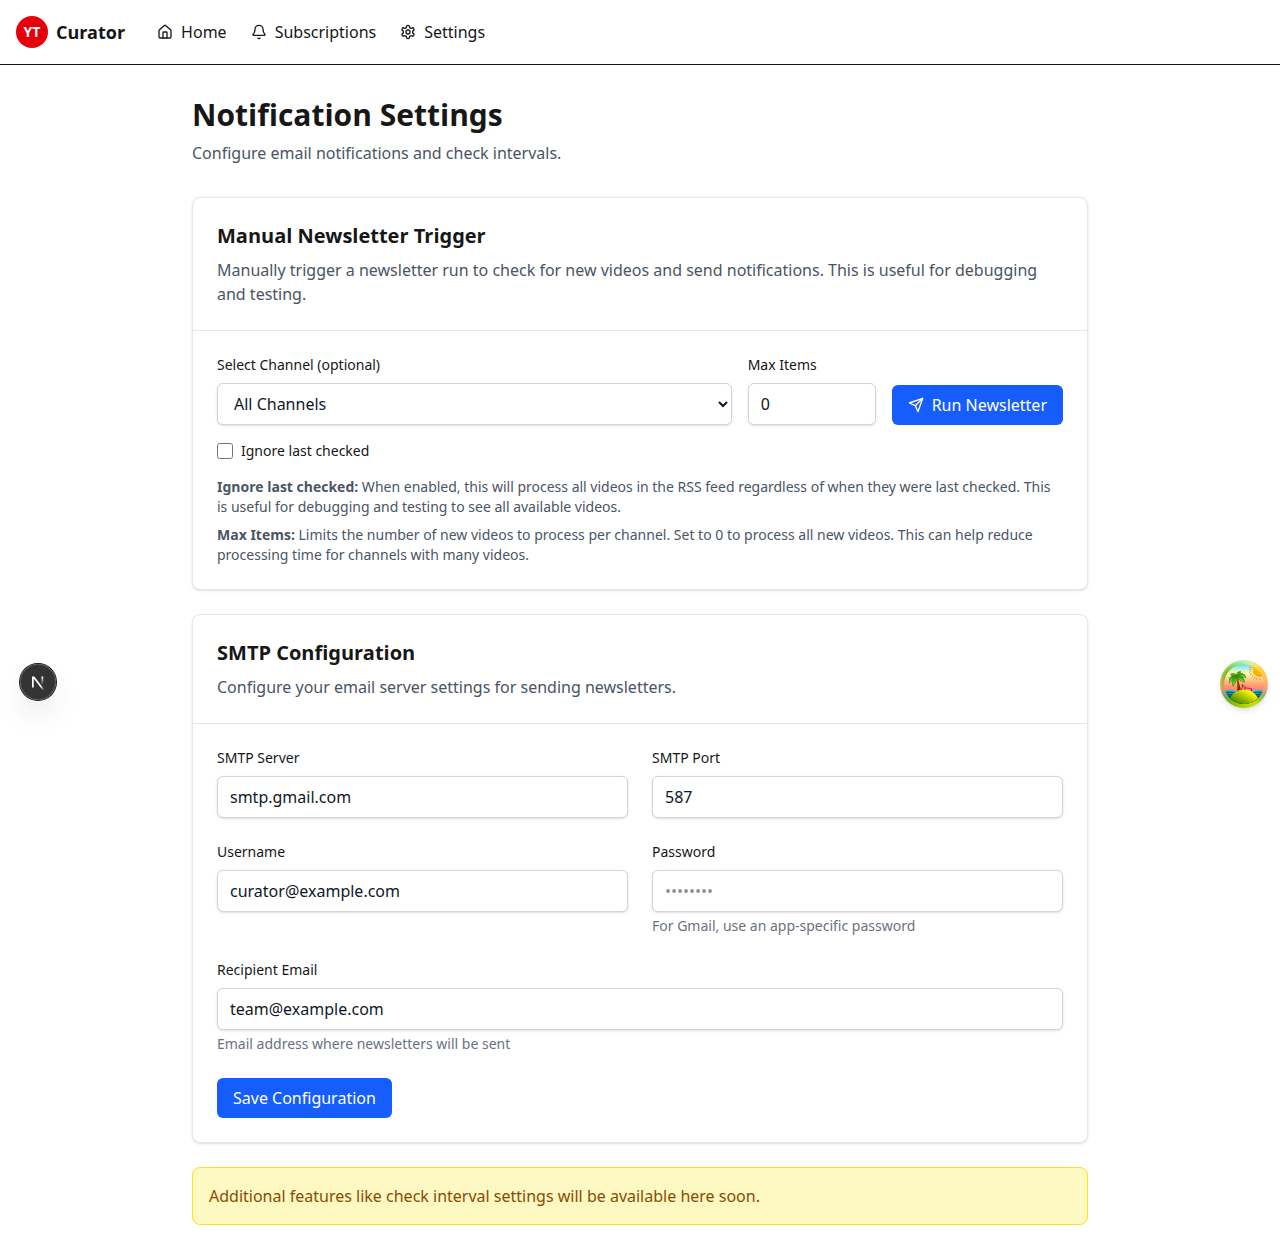 YT Curator Home Subscriptions Settings
Notification Settings
Configure email notifications and check intervals.
Manual Newsletter Trigger
Manually trigger a newsletter run to check for new videos and send notifications. This is useful for debugging
and testing.
Select Channel (optional) Max Items
All Channels 0 Run Newsletter
Ignore last checked
Ignore last checked: When enabled, this will process all videos in the RSS feed regardless of when they were last checked. This
is useful for debugging and testing to see all available videos.
Max Items: Limits the number of new videos to process per channel. Set to 0 to process all new videos. This can help reduce
processing time for channels with many videos.
SMTP Configuration
Configure your email server settings for sending newsletters.
N
SMTP Server SMTP Port
smtp.gmail.com 587
Username Password
curator@example.com ••••••••
For Gmail, use an app-specific password
Recipient Email
team@example.com
Email address where newsletters will be sent
Save Configuration
Additional features like check interval settings will be available here soon.